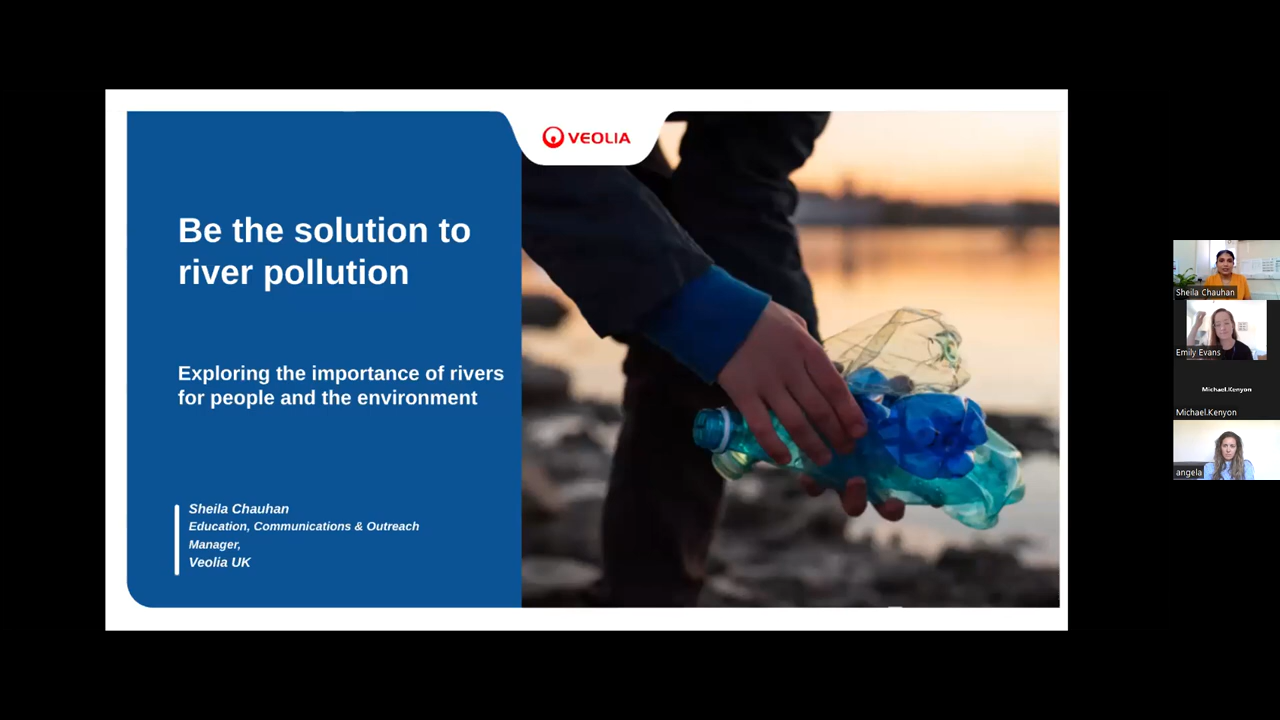 VEOLIA
Be the solution to
river pollution
Exploring the importance of rivers
for people and the environment
Sheila Chauhan
Education, Communications & Outreach
Manager,
Veolia UK
Sheila Chauhan
Emily Evans
Michael.Kenyon
Michael.Kenyon
angela